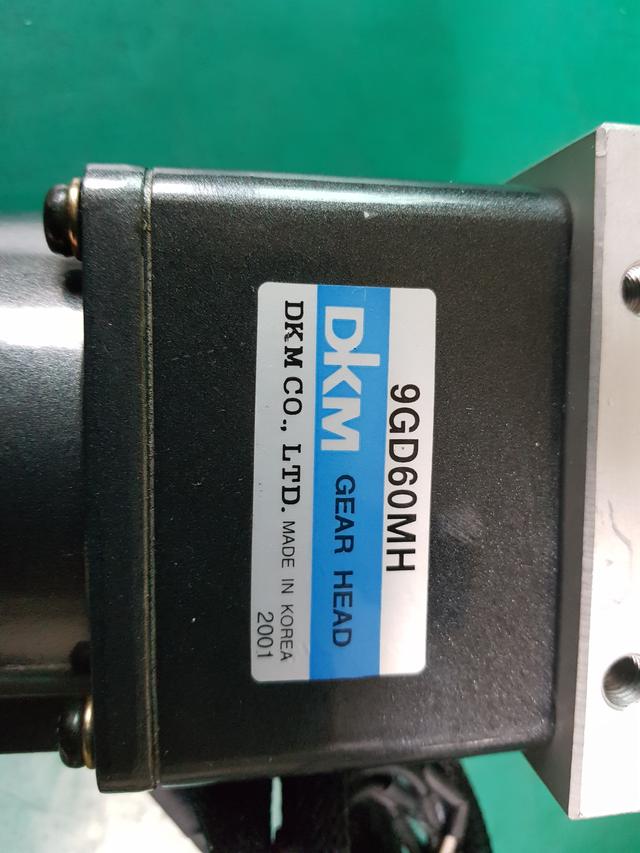 9GD60MH
DKM GEAR HEAD
DKM CO., LTD. MADE IN KOREA
2001